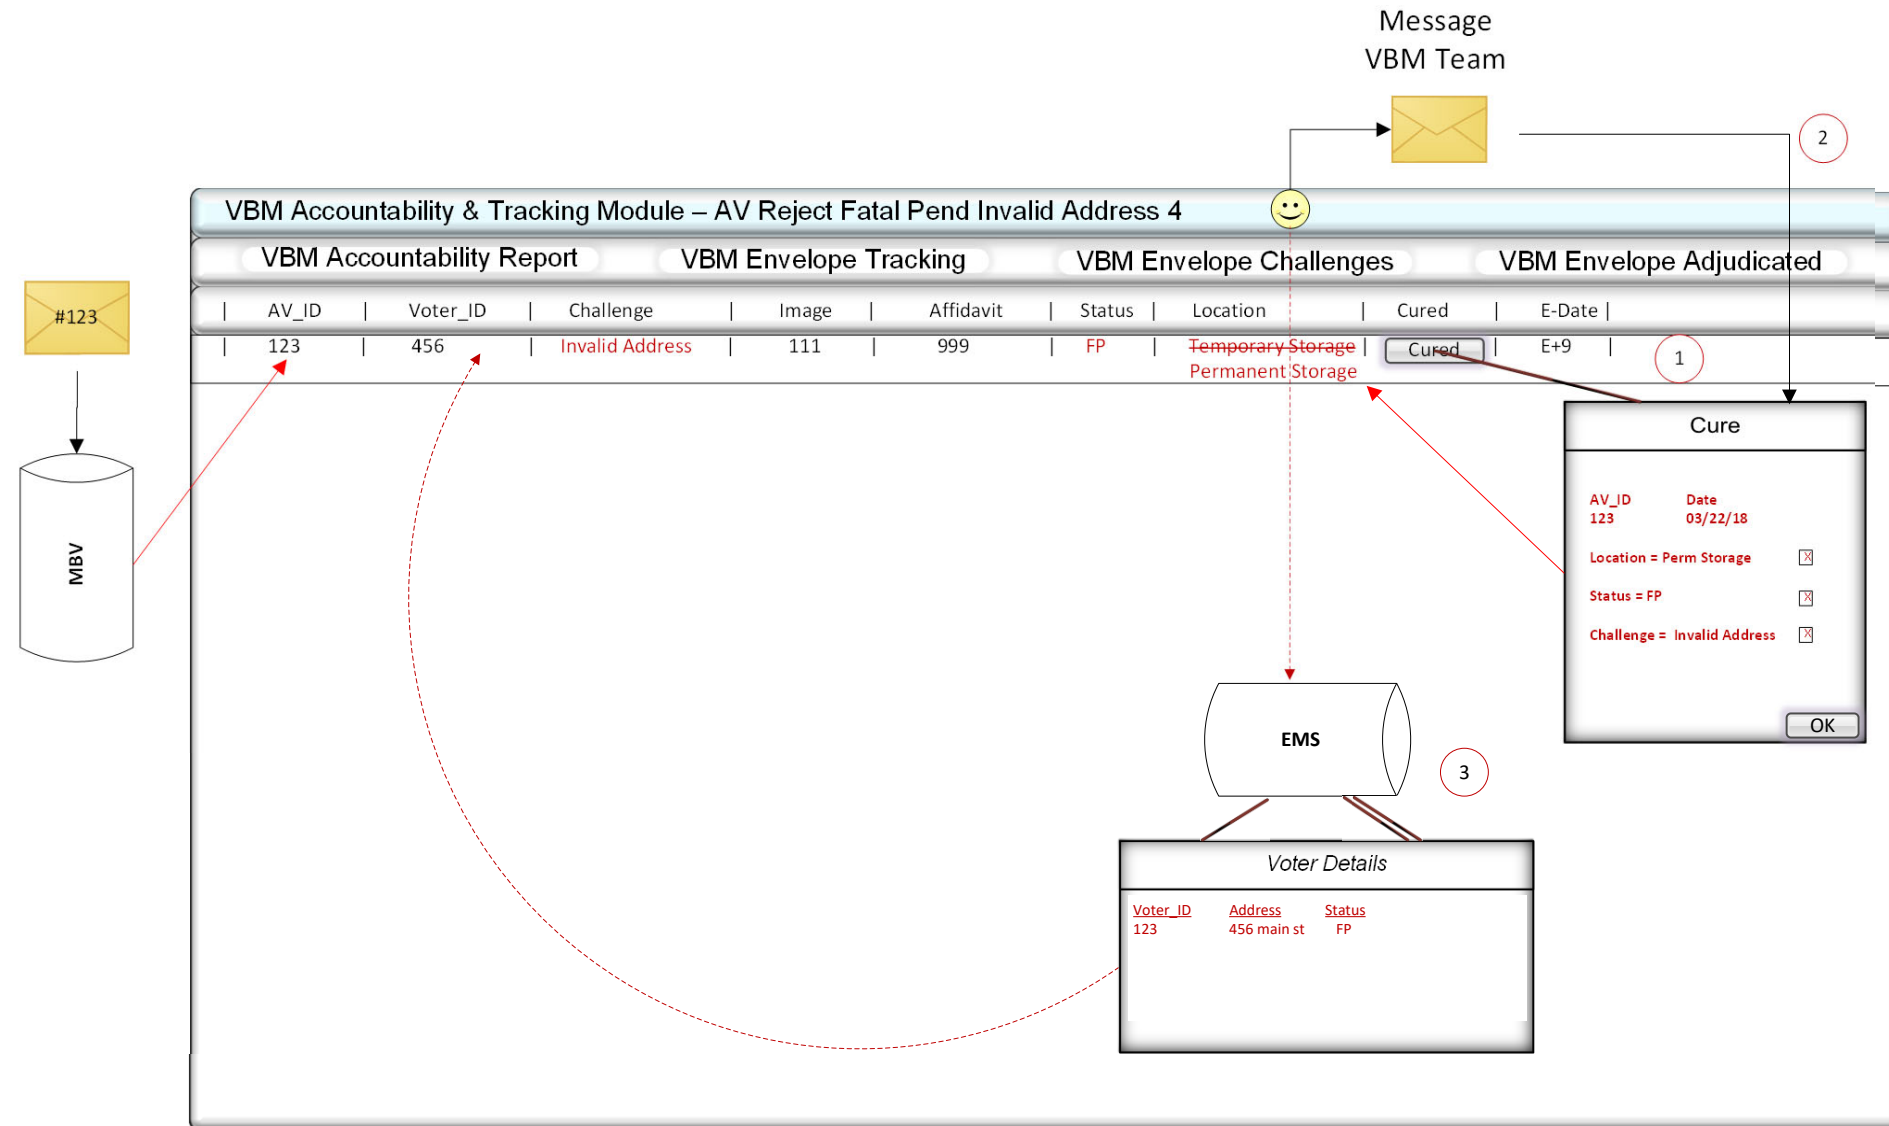 Message
VBM Team
2
VBM Accountability & Tracking Module – AV Reject Fatal Pend Invalid Address 4
VBM Accountability Report VBM Envelope Tracking VBM Envelope Challenges VBM Envelope Adjudicated
| AV_ID | Voter_ID | Challenge | Image | Affidavit | Status | Location | Cured | E-Date |
#123
| 123 | 456 | Invalid Address | 111 | 999 | FP | Temporary Storage | Cured | E+9 |
Permanent Storage
1
Cure
AV_ID Date
123 03/22/18
Location = Perm Storage X
Status = FP X
Challenge = Invalid Address X
OK
MBV
EMS
3
Voter Details
Voter_ID Address Status
123 456 main st FP